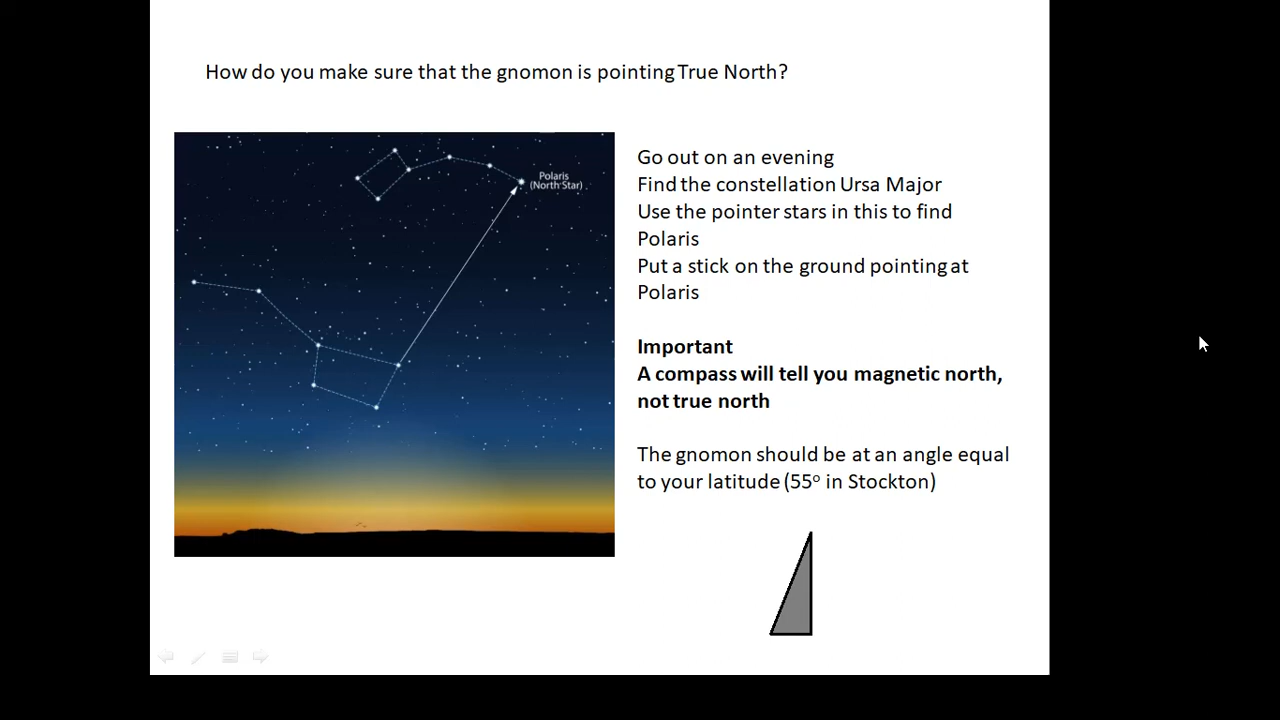 How do you make sure that the gnomon is pointing True North?
Polaris
(North Star)
Go out on an evening
Find the constellation Ursa Major
Use the pointer stars in this to find
Polaris
Put a stick on the ground pointing at
Polaris
Important
A compass will tell you magnetic north,
not true north
The gnomon should be at an angle equal
to your latitude (55º in Stockton)